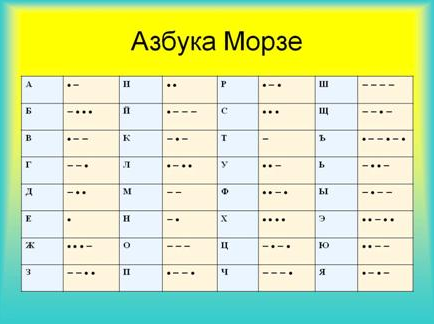 Азбука Морзе
А •− И •• Р •−• Ш −−−−
Б −••• Й •−−− С ••• Щ −−•−
В •−− К −•− Т − Ъ •−−•−•
Г −−• Л •−•• У ••− Ь −••−
Д −•• М −− Ф ••−• Ы −•−−
Е • Н −• Х •••• Э ••−••
Ж •••− О −−− Ц −•−• Ю ••−−
З −−•• П •−−• Ч −−−• Я •−•−